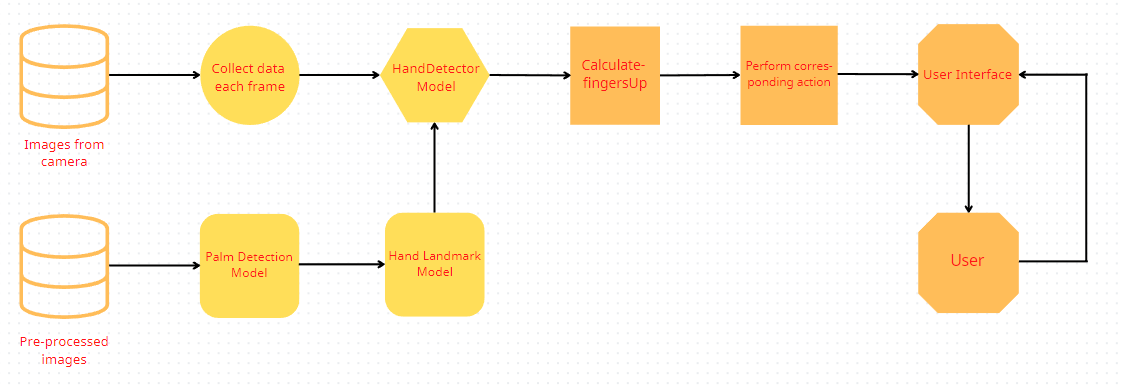 Images from
camera
Collect data
each frame
HandDetector
Model
Calculate-
fingersUp
Perform corres-
ponding action
User Interface
Pre-processed
images
Palm Detection
Model
Hand Landmark
Model
User